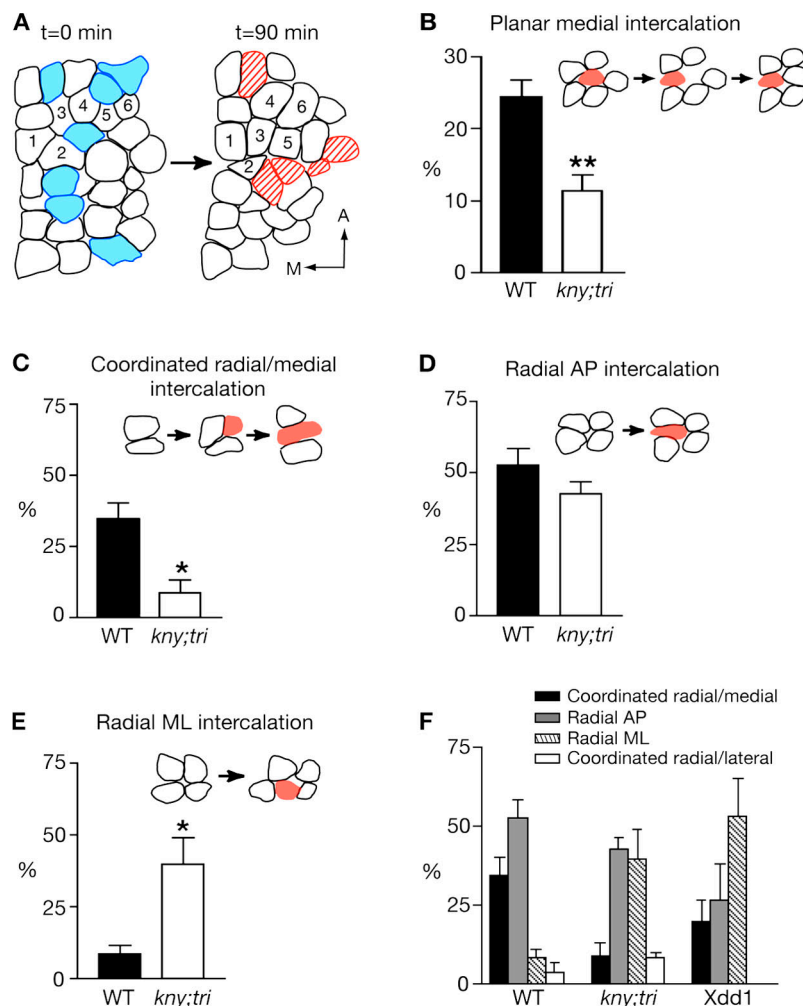 A
t=0 min
t=90 min
3
4
5
6
1
2
4
6
1
3
5
2
A
M
B
Planar medial intercalation
30
20
%
10
0
**
WT
kny;tri
C
Coordinated radial/medial
intercalation
75
50
%
25
0
*
WT
kny;tri
D
Radial AP intercalation
75
50
%
25
0
WT
kny;tri
E
Radial ML intercalation
75
50
%
25
0
*
WT
kny;tri
F
Coordinated radial/medial
Radial AP
Radial ML
Coordinated radial/lateral
75
50
%
25
0
WT
kny;tri
Xdd1